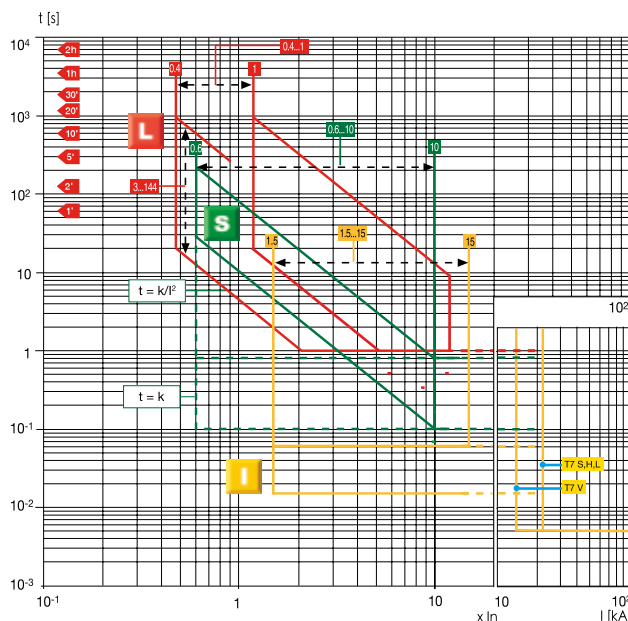 t [s]
10⁴
2h
0.4
0.4...1
1
1h
30'
20'
10³
L
10'
0.6
0.6...10
10
5'
10²
2'
3...144
1'
S
1.5
1.5...15
15
10
t = k/I²
10²
1
t = k
10⁻¹
I
T7 S,H,L
T7 V
10⁻²
10⁻³
10⁻¹
1
10
x In
10
10²
I [kA